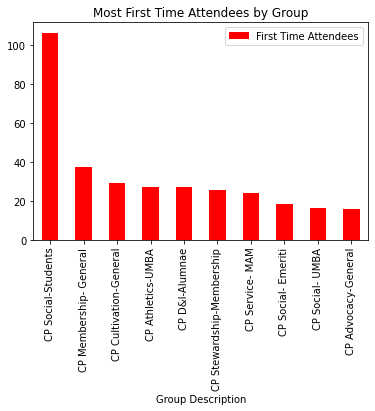 Most First Time Attendees by Group
First Time Attendees
100
80
60
40
20
0
CP Social-Students
CP Membership- General
CP Cultivation-General
CP Athletics-UMBA
CP D&I-Alumnae
CP Stewardship-Membership
CP Service- MAM
CP Social- Emeriti
CP Social- UMBA
CP Advocacy-General
Group Description